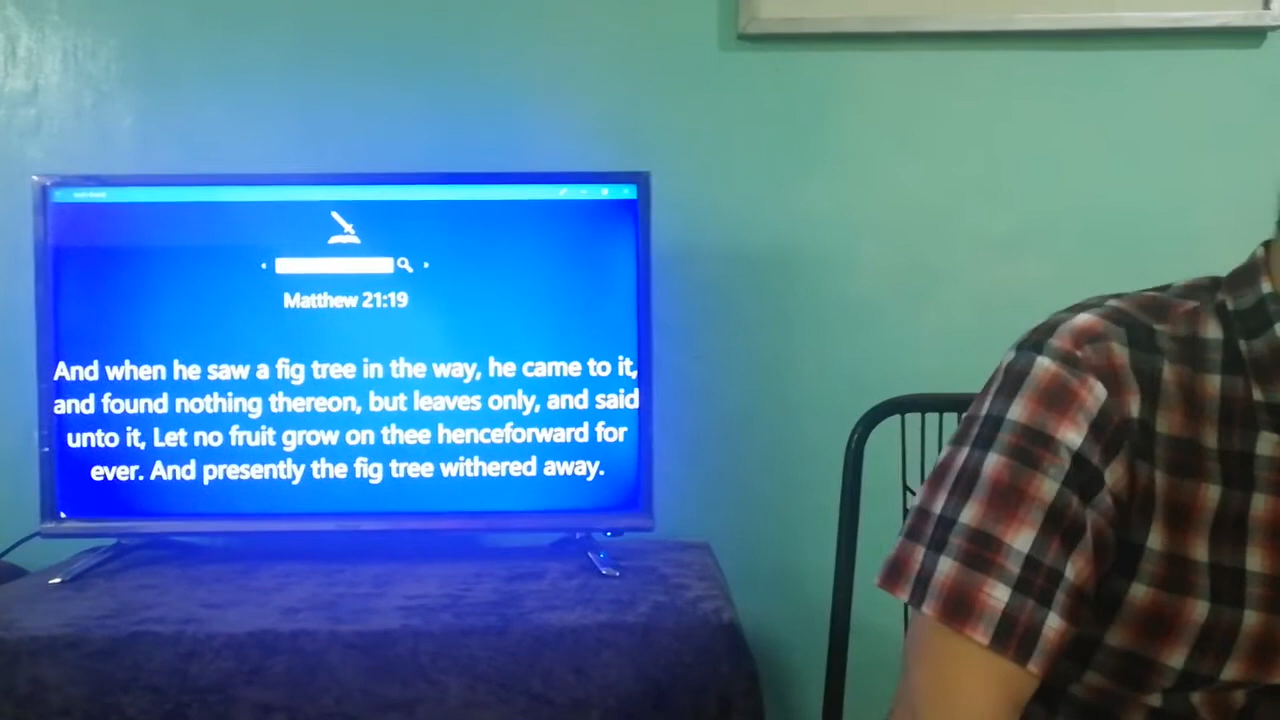 Matthew 21:19
And when he saw a fig tree in the way, he came to it,
and found nothing thereon, but leaves only, and said
unto it, Let no fruit grow on thee henceforward for
ever. And presently the fig tree withered away.